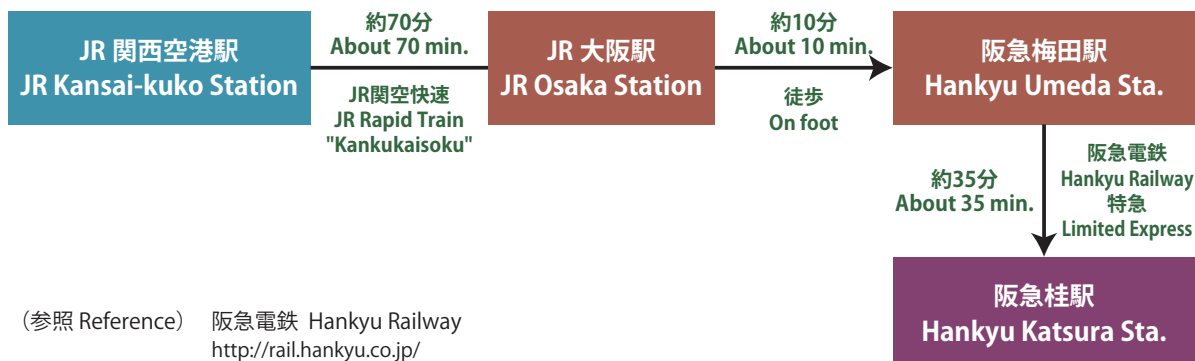 JR 関西空港駅
JR Kansai-kuko Station
約70分
About 70 min.
JR関空快速
JR Rapid Train
"Kankukaisoku"
JR 大阪駅
JR Osaka Station
約10分
About 10 min.
徒歩
On foot
阪急梅田駅
Hankyu Umeda Sta.
約35分
About 35 min.
阪急電鉄
Hankyu Railway
特急
Limited Express
阪急桂駅
Hankyu Katsura Sta.
（参照 Reference） 阪急電鉄 Hankyu Railway
http://rail.hankyu.co.jp/